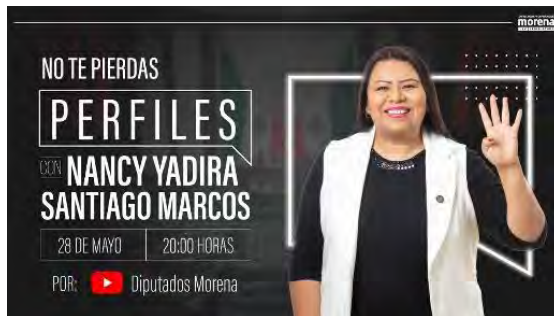 morena
NO TE PIERDAS
PERFILES
CON NANCY YADIRA
SANTIAGO MARCOS
28 DE MAYO
20:00 HORAS
POR: Diputados Morena